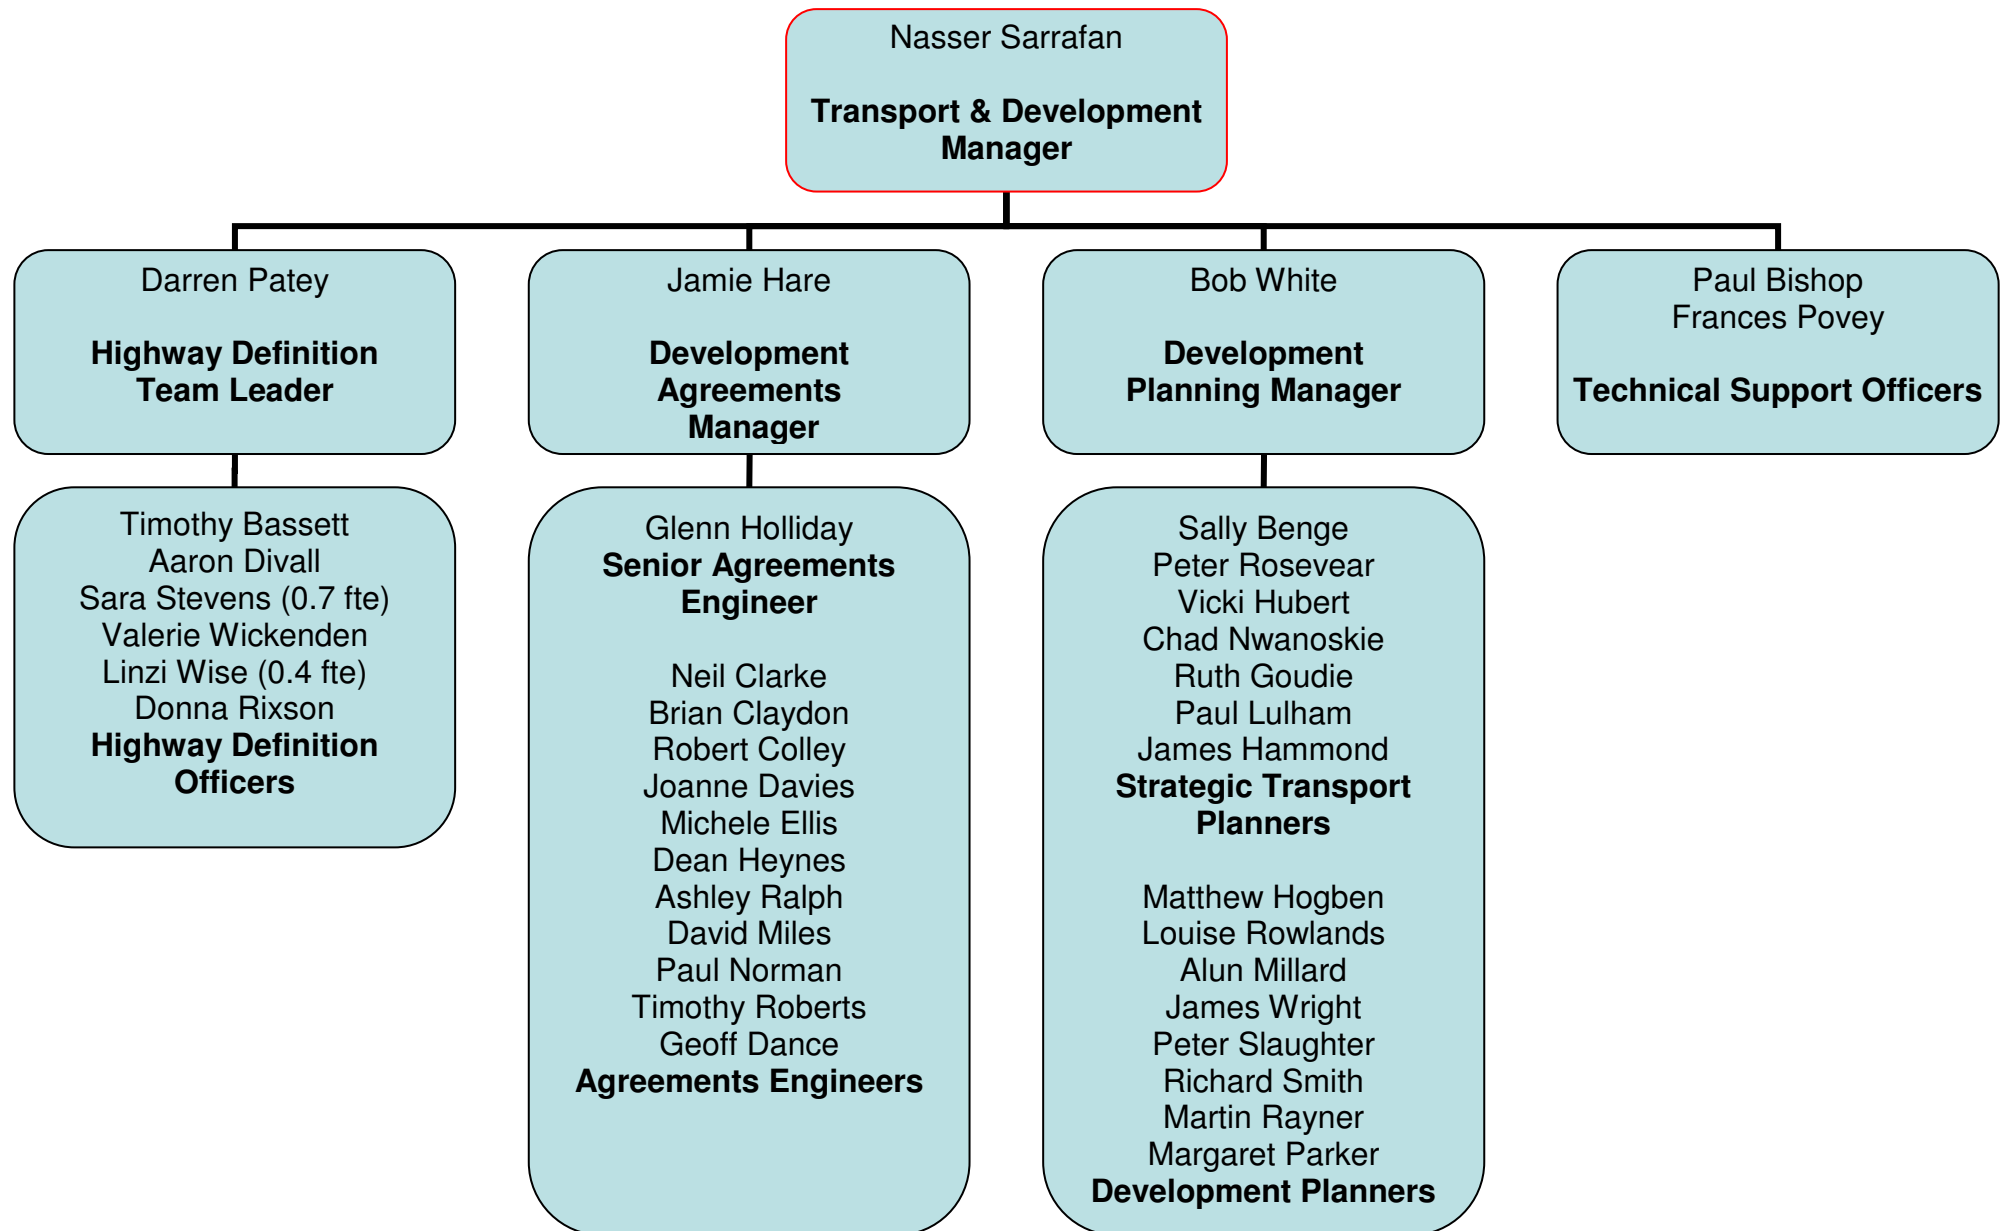 Nasser Sarrafan
Transport & Development
Manager
Darren Patey
Highway Definition
Team Leader
Jamie Hare
Development
Agreements
Manager
Bob White
Development
Planning Manager
Paul Bishop
Frances Povey
Technical Support Officers
Timothy Bassett
Aaron Divall
Sara Stevens (0.7 fte)
Valerie Wickenden
Linzi Wise (0.4 fte)
Donna Rixson
Highway Definition
Officers
Glenn Holliday
Senior Agreements
Engineer
Neil Clarke
Brian Claydon
Robert Colley
Joanne Davies
Michele Ellis
Dean Heynes
Ashley Ralph
David Miles
Paul Norman
Timothy Roberts
Geoff Dance
Agreements Engineers
Sally Benge
Peter Rosevear
Vicki Hubert
Chad Nwanoskie
Ruth Goudie
Paul Lulham
James Hammond
Strategic Transport
Planners
Matthew Hogben
Louise Rowlands
Alun Millard
James Wright
Peter Slaughter
Richard Smith
Martin Rayner
Margaret Parker
Development Planners